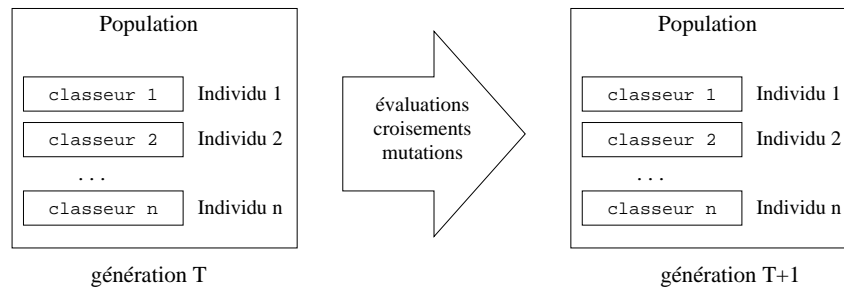 Population
classeur 1 Individu 1
classeur 2 Individu 2
...
classeur n Individu n
génération T
évaluations
croisements
mutations
Population
classeur 1 Individu 1
classeur 2 Individu 2
...
classeur n Individu n
génération T+1